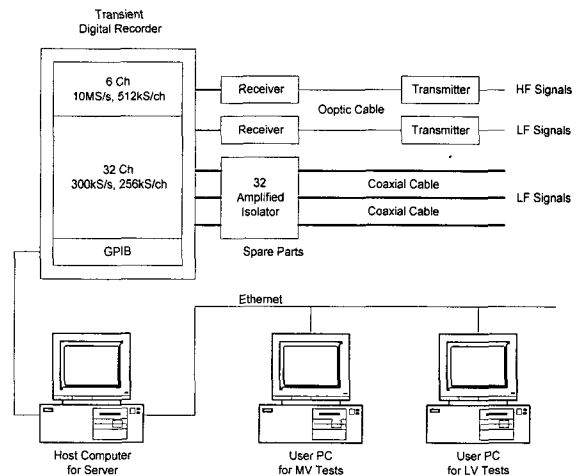 Transient
Digital Recorder
6 Ch
10MS/s, 512kS/ch
Receiver
Transmitter
HF Signals
Ooptic Cable
Receiver
Transmitter
LF Signals
32 Ch
300kS/s, 256kS/ch
32
Amplified
Isolator
Coaxial Cable
Coaxial Cable
LF Signals
GPIB
Spare Parts
Ethernet
Host Computer
for Server
User PC
for MV Tests
User PC
for LV Tests